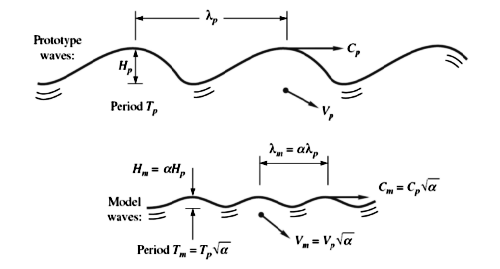 λₚ
Prototype
waves:
Hₚ
Cₚ
Period Tₚ
Vₚ
λₘ = αλₚ
Hₘ = αHₚ
Cₘ = Cₚ√α
Model
waves:
Period Tₘ = Tₚ√α
Vₘ = Vₚ√α